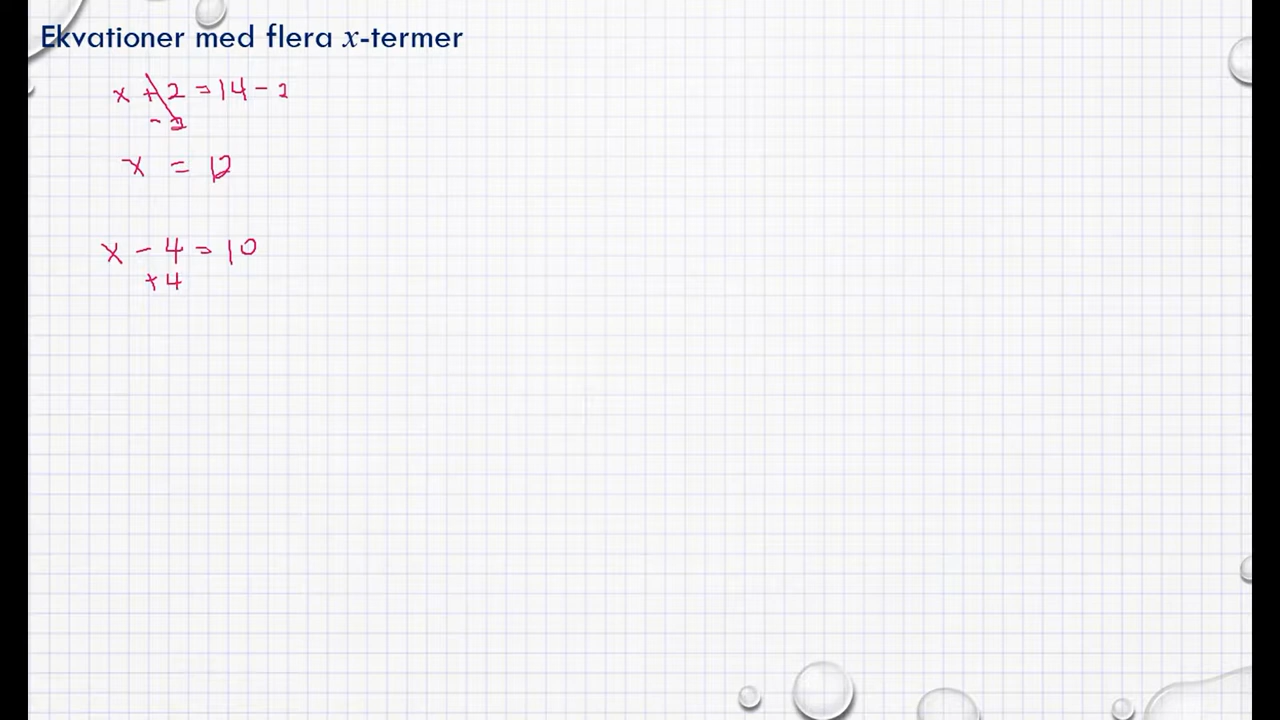 Ekvationer med flera x-termer
x + 2 = 14 - 2
- 2
x = 12
x - 4 = 10
+ 4